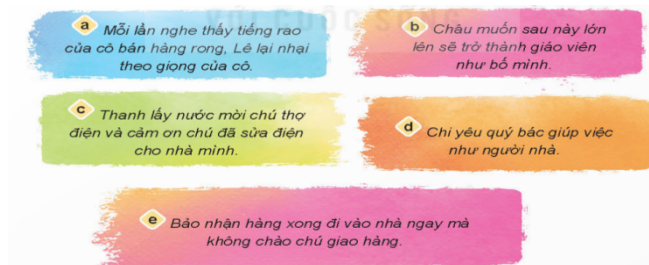 VỚI CUỘC SỐNG
a Mỗi lần nghe thấy tiếng rao
của cô bán hàng rong, Lê lại nhại
theo giọng của cô.
b Châu muốn sau này lớn
lên sẽ trở thành giáo viên
như bố mình.
c Thanh lấy nước mời chú thợ
điện và cảm ơn chú đã sửa điện
cho nhà mình.
d Chi yêu quý bác giúp việc
như người nhà.
e Bảo nhận hàng xong đi vào nhà ngay mà
không chào chú giao hàng.